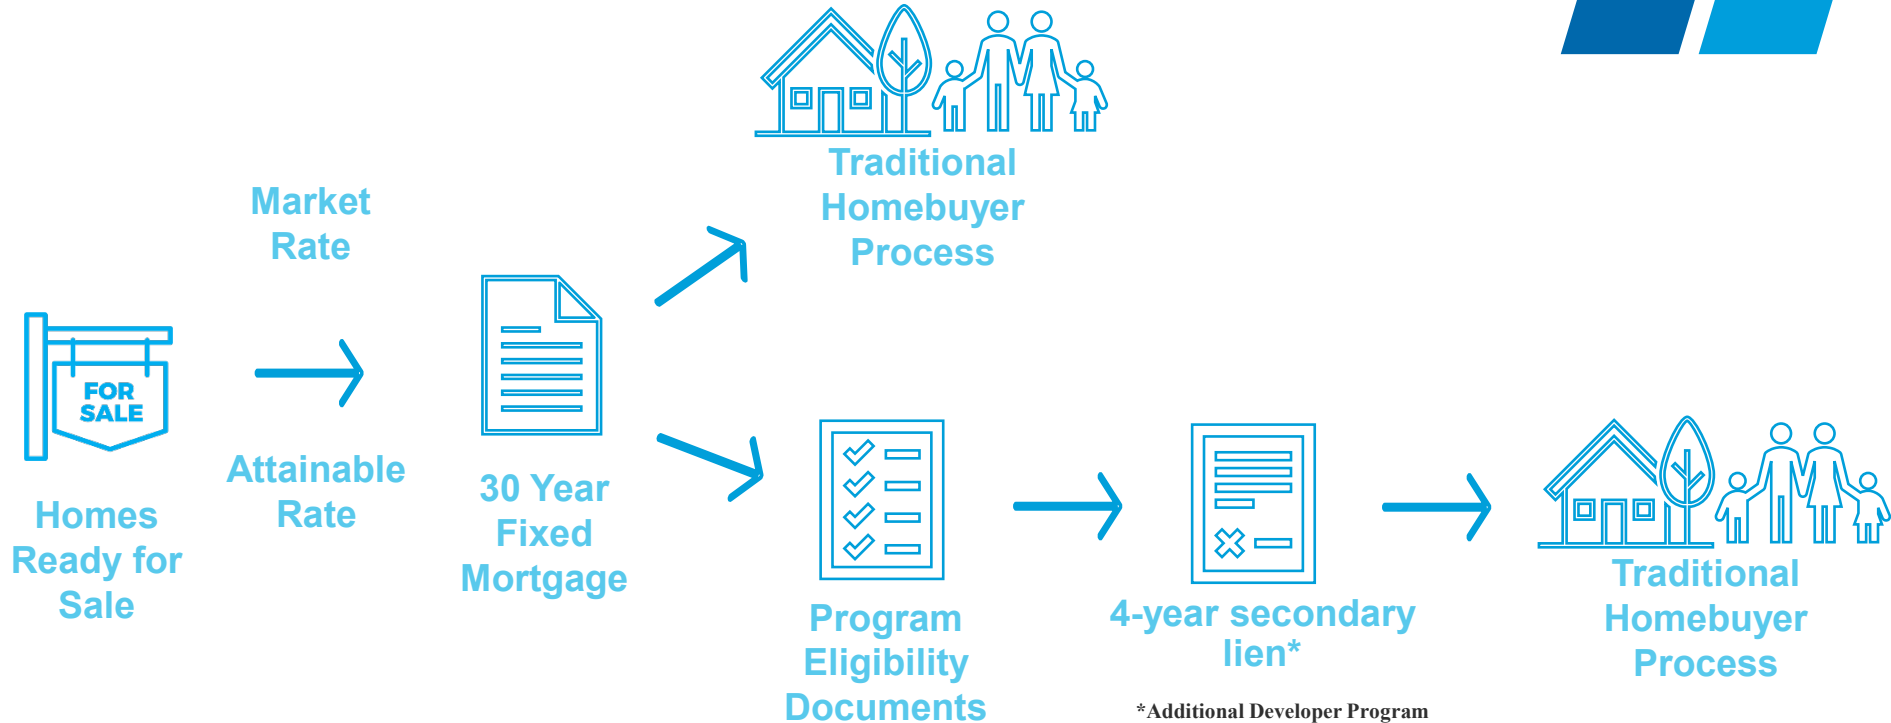 FOR
SALE
Homes
Ready for
Sale
Market
Rate
Attainable
Rate
30 Year
Fixed
Mortgage
Traditional
Homebuyer
Process
Program
Eligibility
Documents
4-year secondary
lien*
*Additional Developer Program
Traditional
Homebuyer
Process